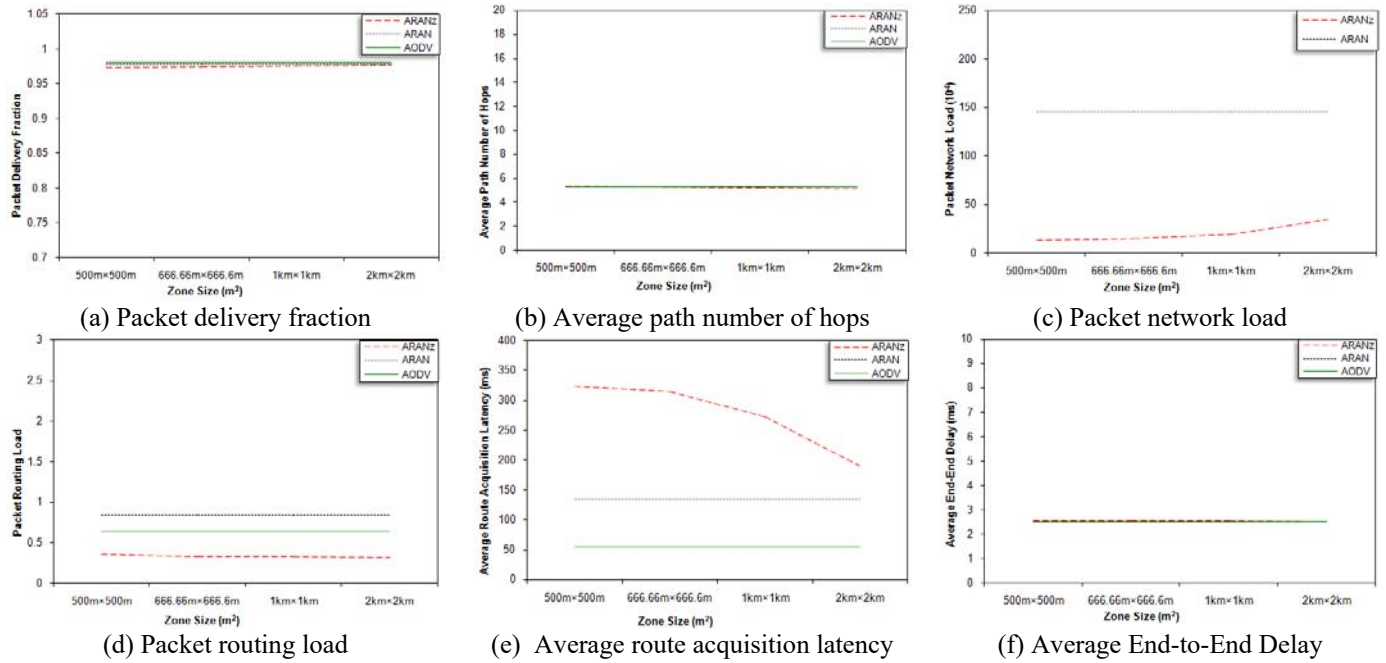 1.05
1
0.95
0.9
0.85
0.8
0.75
0.7
Packet Delivery Fraction
ARANz
ARAN
AODV
500m×500m 666.66m×666.6m 1km×1km 2km×2km
Zone Size (m²)
(a) Packet delivery fraction
20
18
16
14
12
10
8
6
4
2
0
Average Path Number of Hops
ARANz
ARAN
AODV
500m×500m 666.66m×666.6m 1km×1km 2km×2km
Zone Size (m²)
(b) Average path number of hops
250
200
150
100
50
0
Packet Network Load (10⁴)
ARANz
ARAN
500m×500m 666.66m×666.6m 1km×1km 2km×2km
Zone Size (m²)
(c) Packet network load
3
2.5
2
1.5
1
0.5
0
Packet Routing Load
ARANz
ARAN
AODV
500m×500m 666.66m×666.6m 1km×1km 2km×2km
Zone Size (m²)
(d) Packet routing load
400
350
300
250
200
150
100
50
0
Average Route Acquisition Latency (ms)
ARANz
ARAN
AODV
500m×500m 666.66m×666.6m 1km×1km 2km×2km
Zone Size (m²)
(e) Average route acquisition latency
10
9
8
7
6
5
4
3
2
1
0
Average End-End Delay (ms)
ARANz
ARAN
AODV
500m×500m 666.66m×666.6m 1km×1km 2km×2km
Zone Size (m²)
(f) Average End-to-End Delay